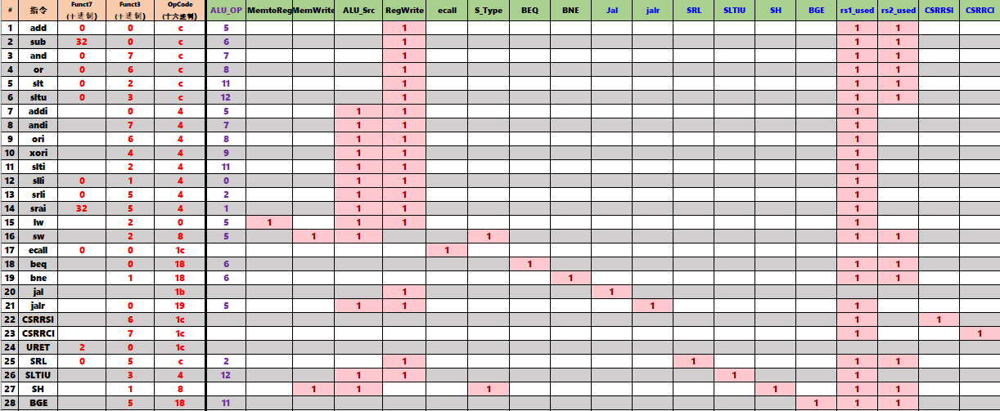 # 指令 Funct7 (十进制) Funct3 (十进制) OpCode (十六进制) ALU_OP MemtoReg MemWrite ALU_Src RegWrite ecall S_Type BEQ BNE Jal jalr SRL SLTIU SH BGE rs1_used rs2_used CSRRSI CSRRCI
1 add 0 0 c 5 1 1 1
2 sub 32 0 c 6 1 1 1
3 and 0 7 c 7 1 1 1
4 or 0 6 c 8 1 1 1
5 slt 0 2 c 11 1 1 1
6 sltu 0 3 c 12 1 1 1
7 addi 0 4 5 1 1 1
8 andi 7 4 7 1 1 1
9 ori 6 4 8 1 1 1
10 xori 4 4 9 1 1 1
11 slti 2 4 11 1 1 1
12 slli 0 1 4 0 1 1 1
13 srli 0 5 4 2 1 1 1
14 srai 32 5 4 1 1 1 1
15 lw 2 0 5 1 1 1 1
16 sw 2 8 5 1 1 1 1 1
17 ecall 0 0 1c 1
18 beq 0 18 6 1 1 1
19 bne 1 18 6 1 1 1
20 jal 1b 1 1
21 jalr 0 19 5 1 1 1 1
22 CSRRSI 6 1c 1 1
23 CSRRCI 7 1c 1 1
24 URET 2 0 1c
25 SRL 0 5 c 2 1 1 1 1
26 SLTIU 3 4 12 1 1 1 1
27 SH 1 8 1 1 1 1 1 1
28 BGE 5 18 11 1 1 1